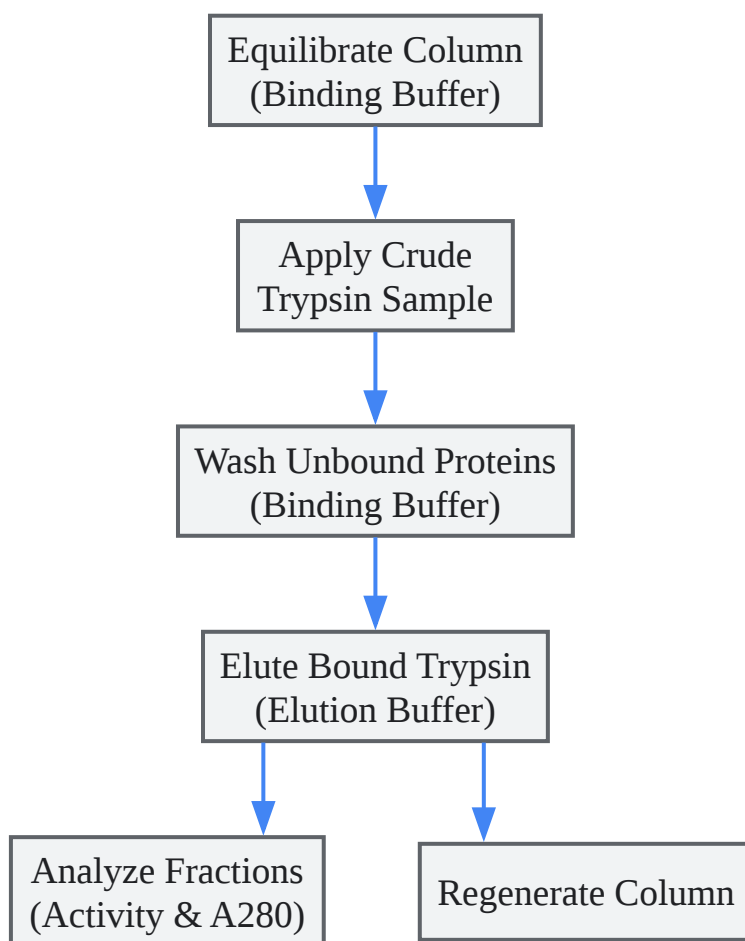 Equilibrate Column
(Binding Buffer)
Apply Crude
Trypsin Sample
Wash Unbound Proteins
(Binding Buffer)
Elute Bound Trypsin
(Elution Buffer)
Analyze Fractions
(Activity & A280)
Regenerate Column